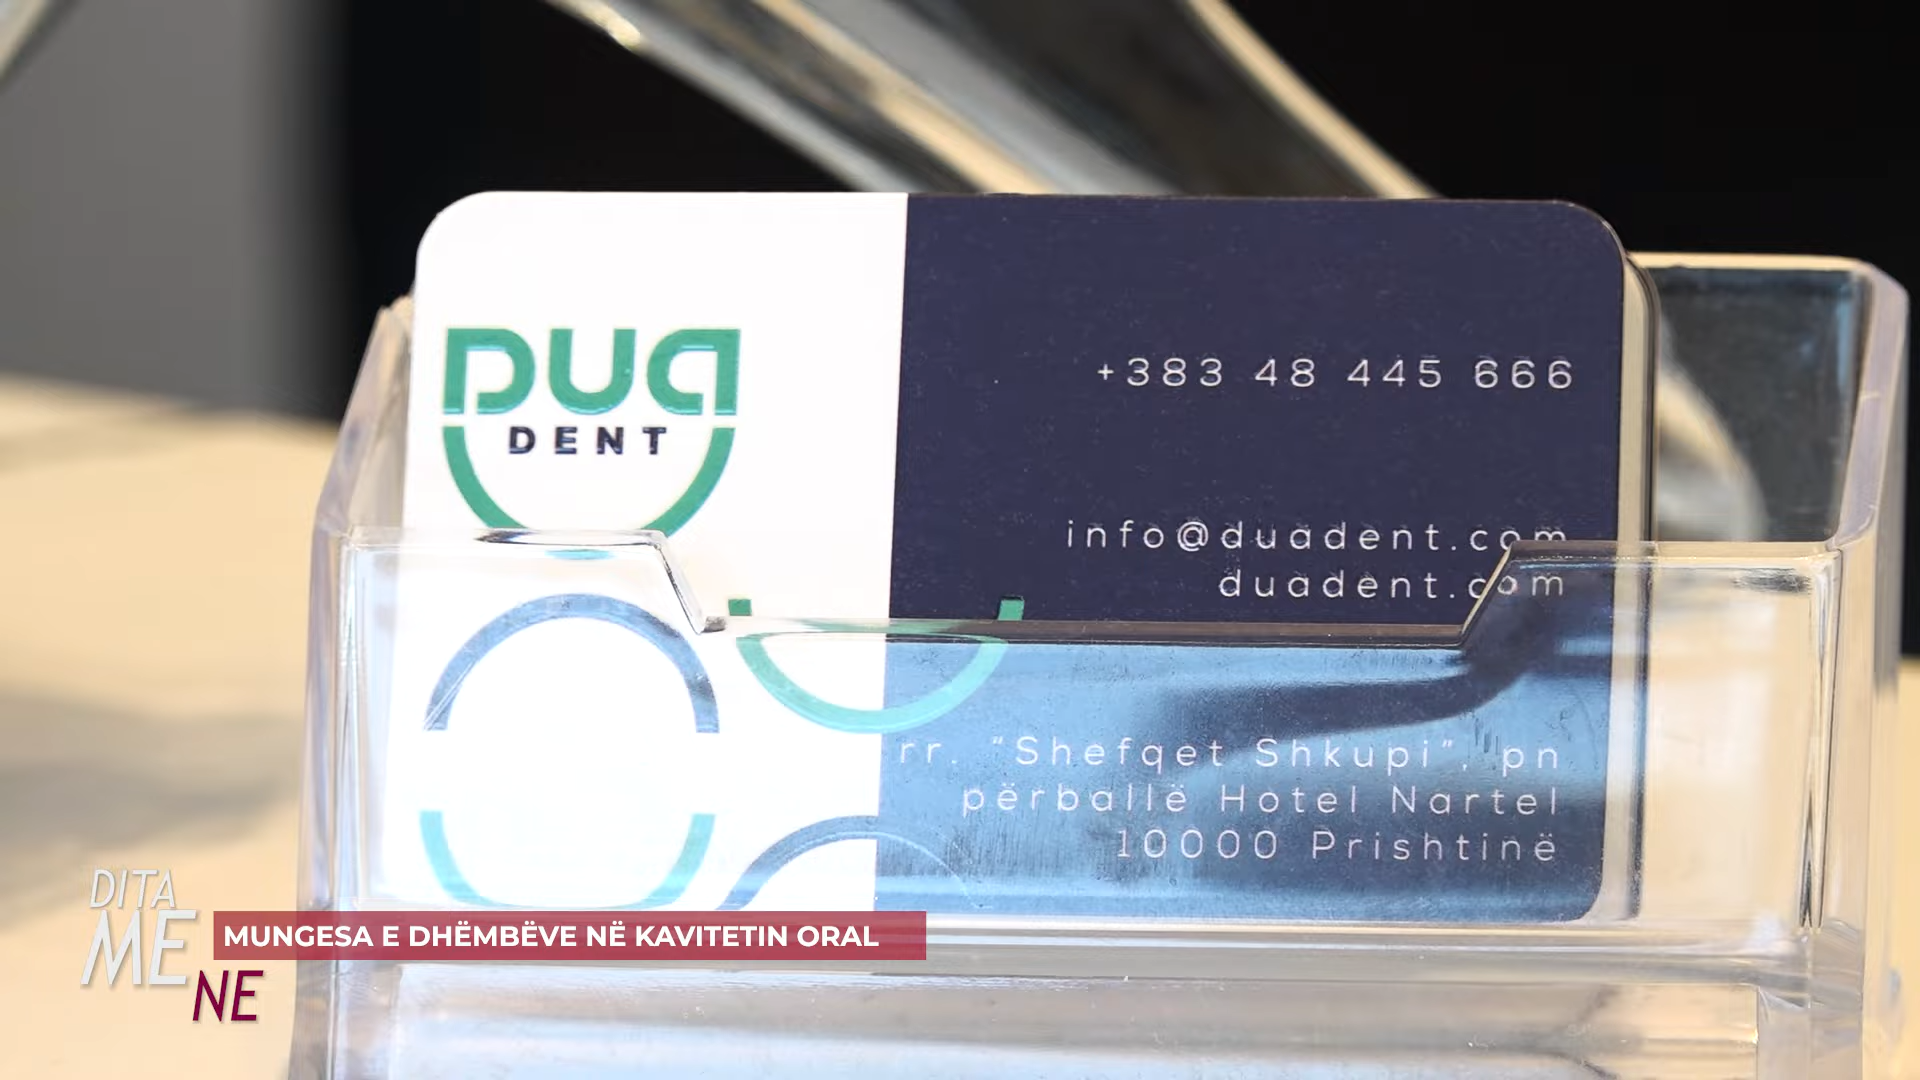 DUA
DENT
+383 48 445 666
info@duadent.com
duadent.com
rr. "Shefqet Shkupi", pn
përballë Hotel Nartel
10000 Prishtinë
DITA
ME
NE
MUNGESA E DHËMBËVE NË KAVITETIN ORAL